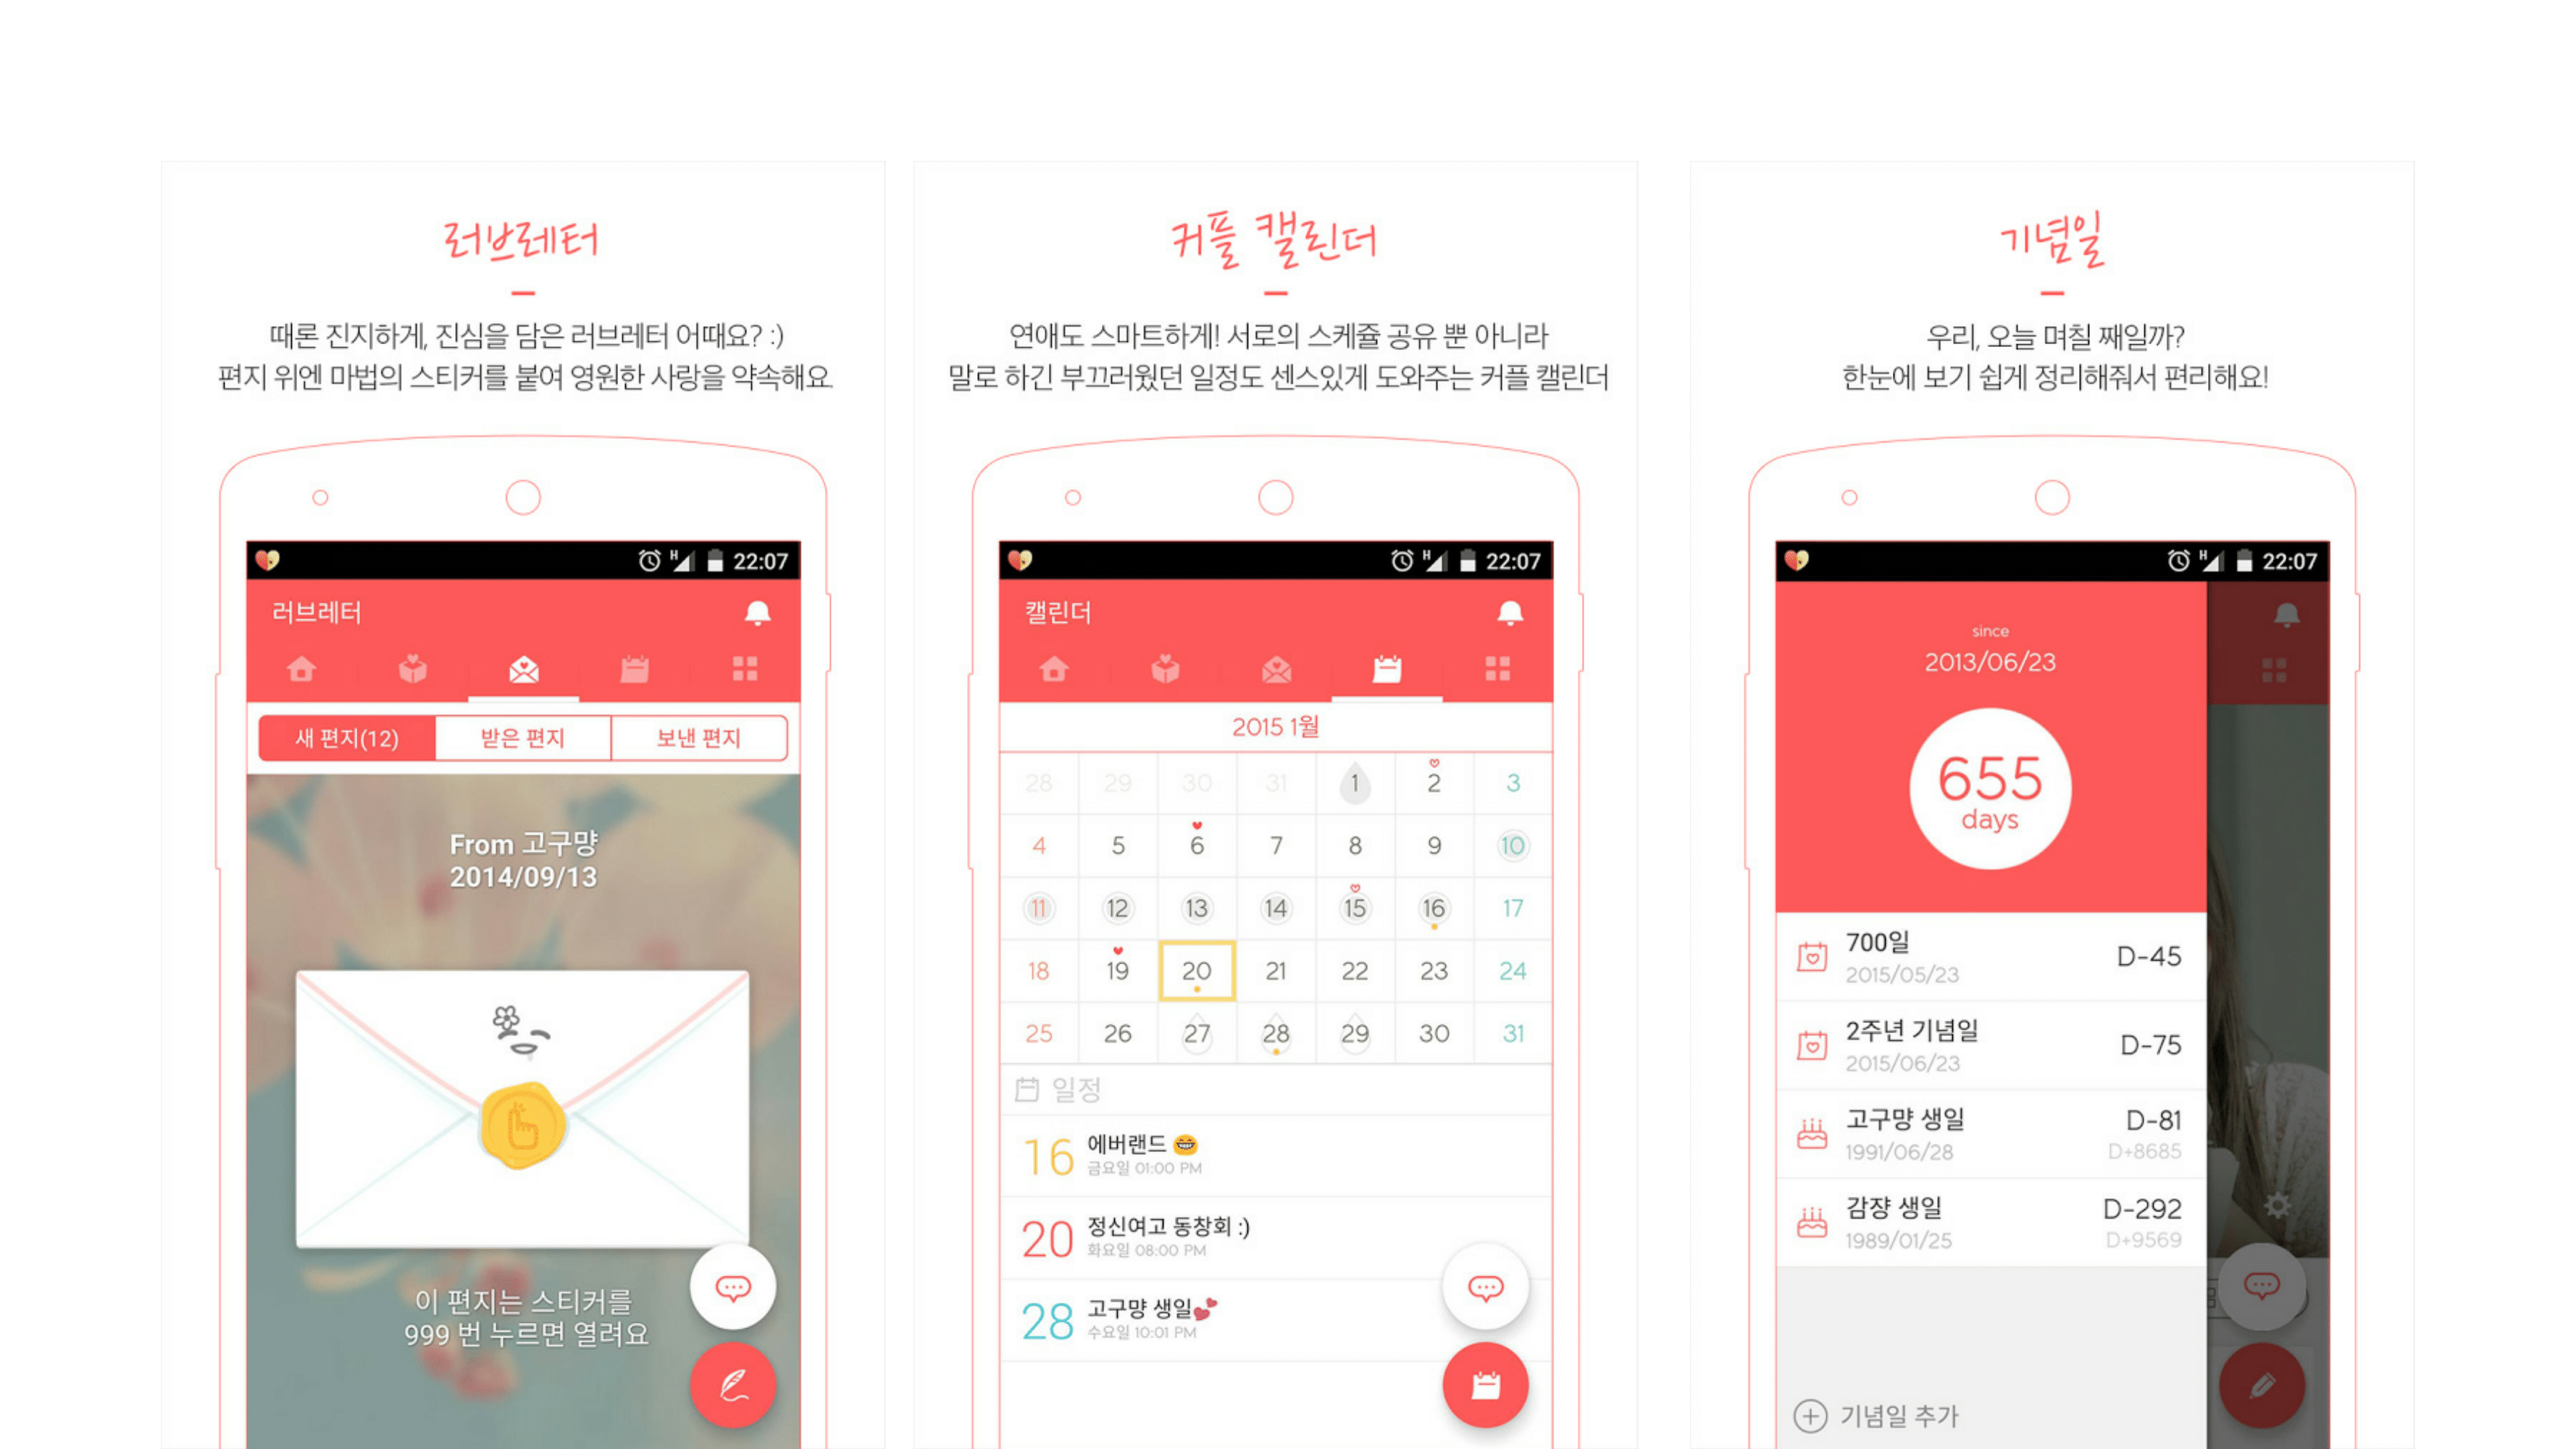 러브레터
때론 진지하게, 진심을 담은 러브레터 어때요? :)
편지 위엔 마법의 스티커를 붙여 영원한 사랑을 약속해요.
H 22:07
러브레터
새 편지(12) 받은 편지 보낸 편지
From 고구먕
2014/09/13
이 편지는 스티커를
999 번 누르면 열려요
커플 캘린더
연애도 스마트하게! 서로의 스케쥴 공유 뿐 아니라
말로 하긴 부끄러웠던 일정도 센스있게 도와주는 커플 캘린더
H 22:07
캘린더
2015 1월
28 29 30 31 1 2 3
4 5 6 7 8 9 10
11 12 13 14 15 16 17
18 19 20 21 22 23 24
25 26 27 28 29 30 31
일정
16 에버랜드
금요일 01:00 PM
20 정신여고 동창회 :)
화요일 08:00 PM
28 고구먕 생일
수요일 10:01 PM
기념일
우리, 오늘 며칠 째일까?
한눈에 보기 쉽게 정리해줘서 편리해요!
H 22:07
since
2013/06/23
655
days
700일 D-45
2015/05/23
2주년 기념일 D-75
2015/06/23
고구먕 생일 D-81
1991/06/28 D+8685
감쟝 생일 D-292
1989/01/25 D+9569
기념일 추가